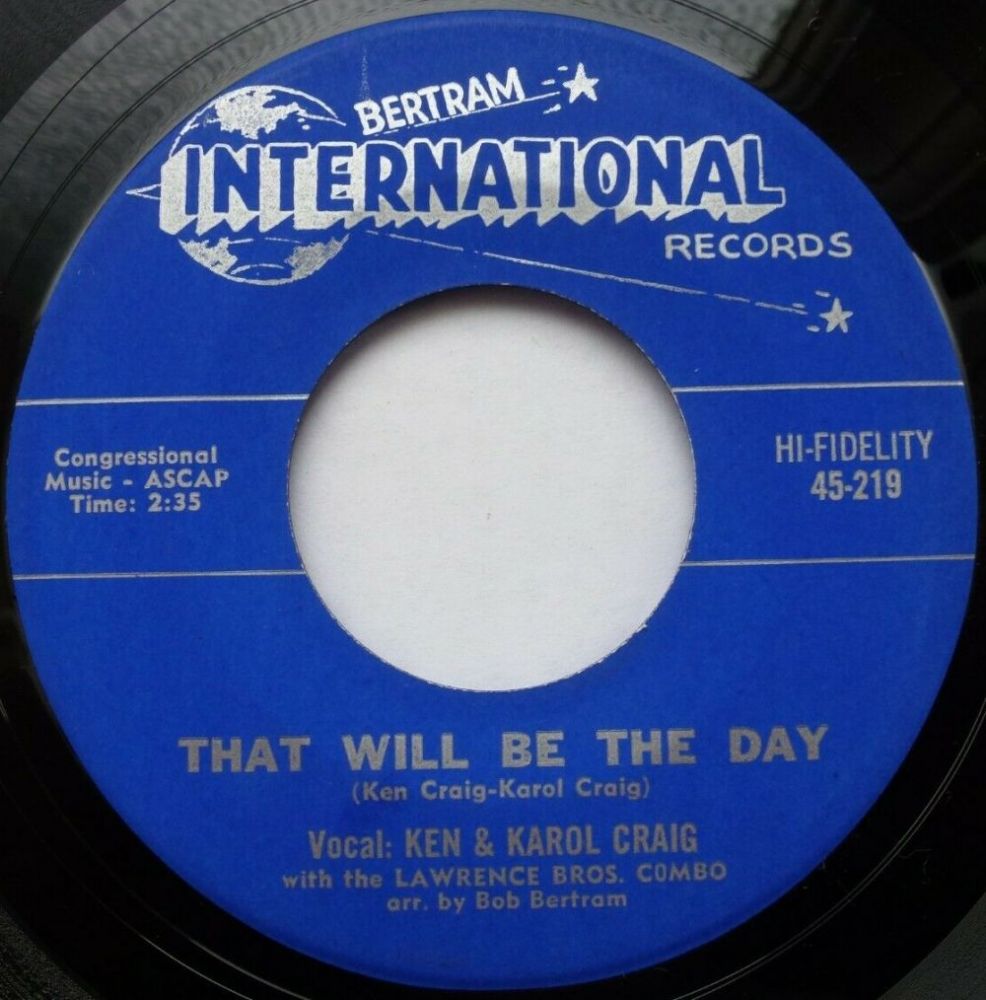 BERTRAM
INTERNATIONAL
RECORDS
Congressional
Music - ASCAP
Time: 2:35
HI-FIDELITY
45-219
THAT WILL BE THE DAY
(Ken Craig-Karol Craig)
Vocal: KEN & KAROL CRAIG
with the LAWRENCE BROS. COMBO
arr. by Bob Bertram